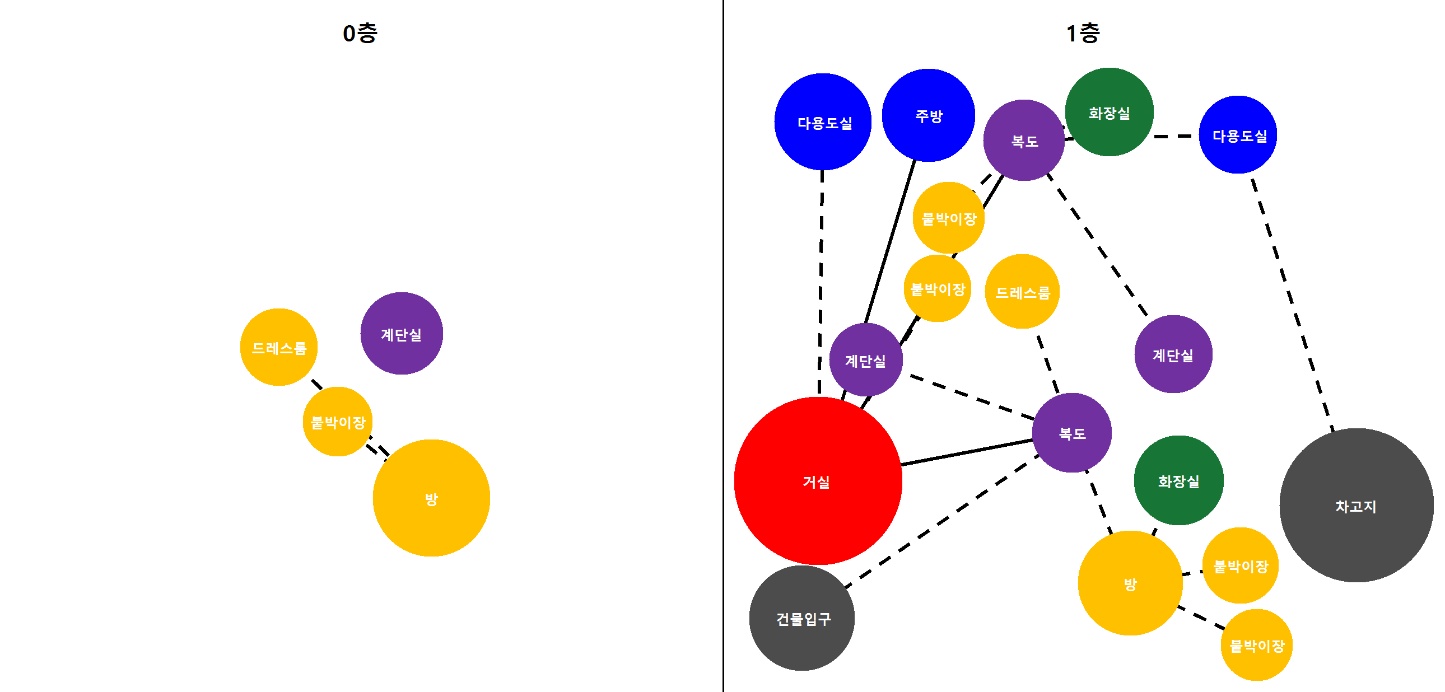 0층
드레스룸
계단실
붙박이장
방
1층
다용도실
주방
복도
화장실
다용도실
붙박이장
붙박이장
드레스룸
계단실
계단실
복도
거실
화장실
차고지
건물입구
방
붙박이장
붙박이장